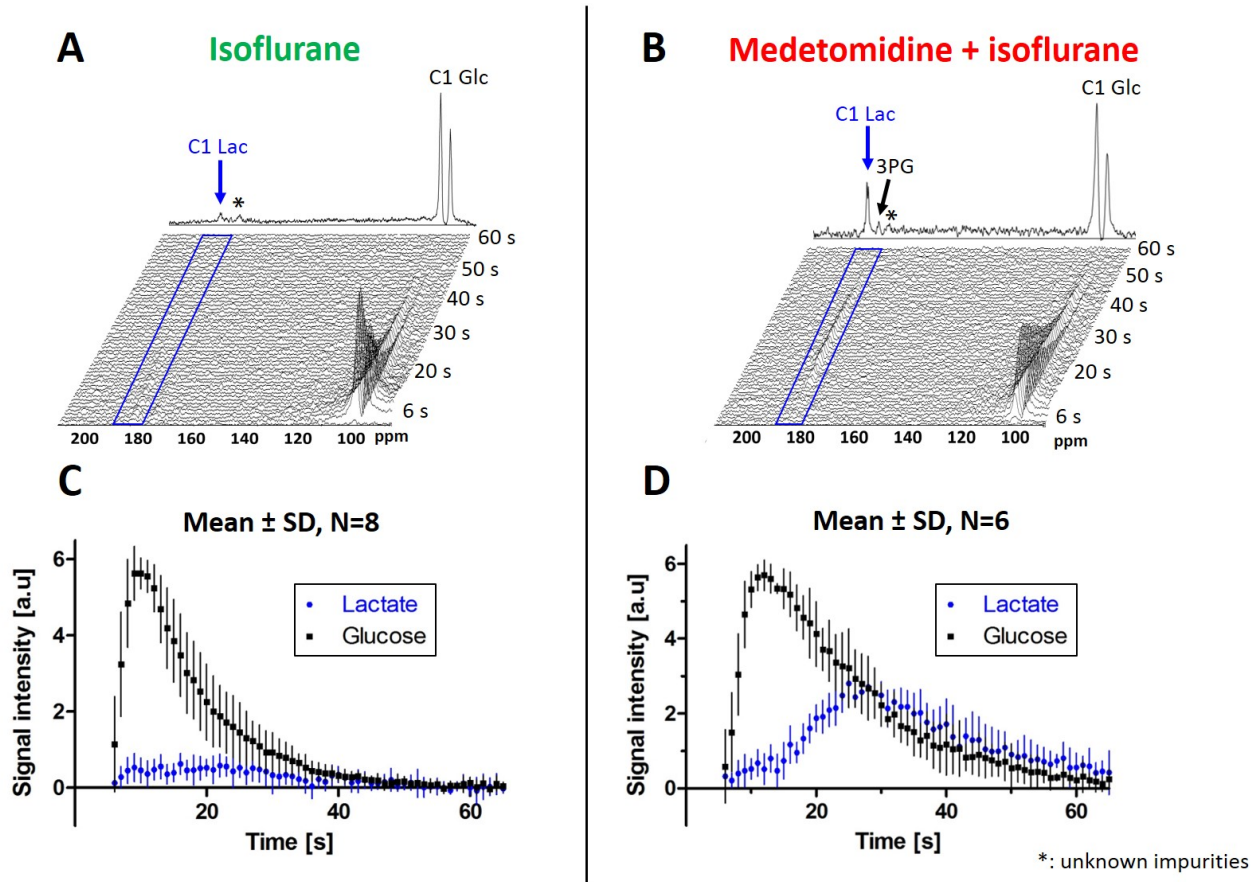 A
Isoflurane
C1 Glc
C1 Lac
*
60 s
50 s
40 s
30 s
20 s
6 s
200 180 160 140 120 100 ppm
B
Medetomidine + isoflurane
C1 Glc
C1 Lac
3PG
*
60 s
50 s
40 s
30 s
20 s
6 s
200 180 160 140 120 100 ppm
C
Mean ± SD, N=8
Signal intensity [a.u]
6
4
2
0
Lactate
Glucose
20 40 60
Time [s]
D
Mean ± SD, N=6
Signal intensity [a.u]
6
4
2
0
Lactate
Glucose
20 40 60
Time [s]
*: unknown impurities